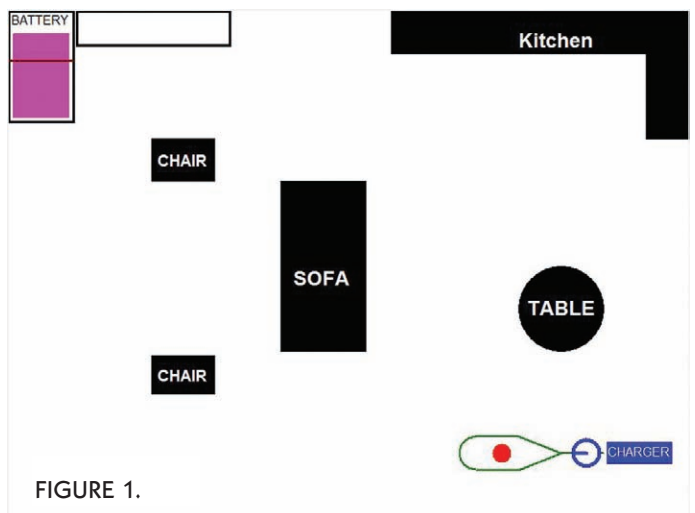 BATTERY
Kitchen
CHAIR
SOFA
TABLE
CHAIR
CHARGER
FIGURE 1.